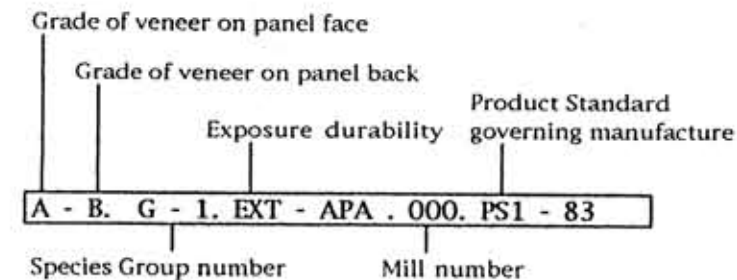 Grade of veneer on panel face
Grade of veneer on panel back
Product Standard
Exposure durability governing manufacture
A - B. G - 1. EXT - APA . 000. PS1 - 83
Species Group number Mill number